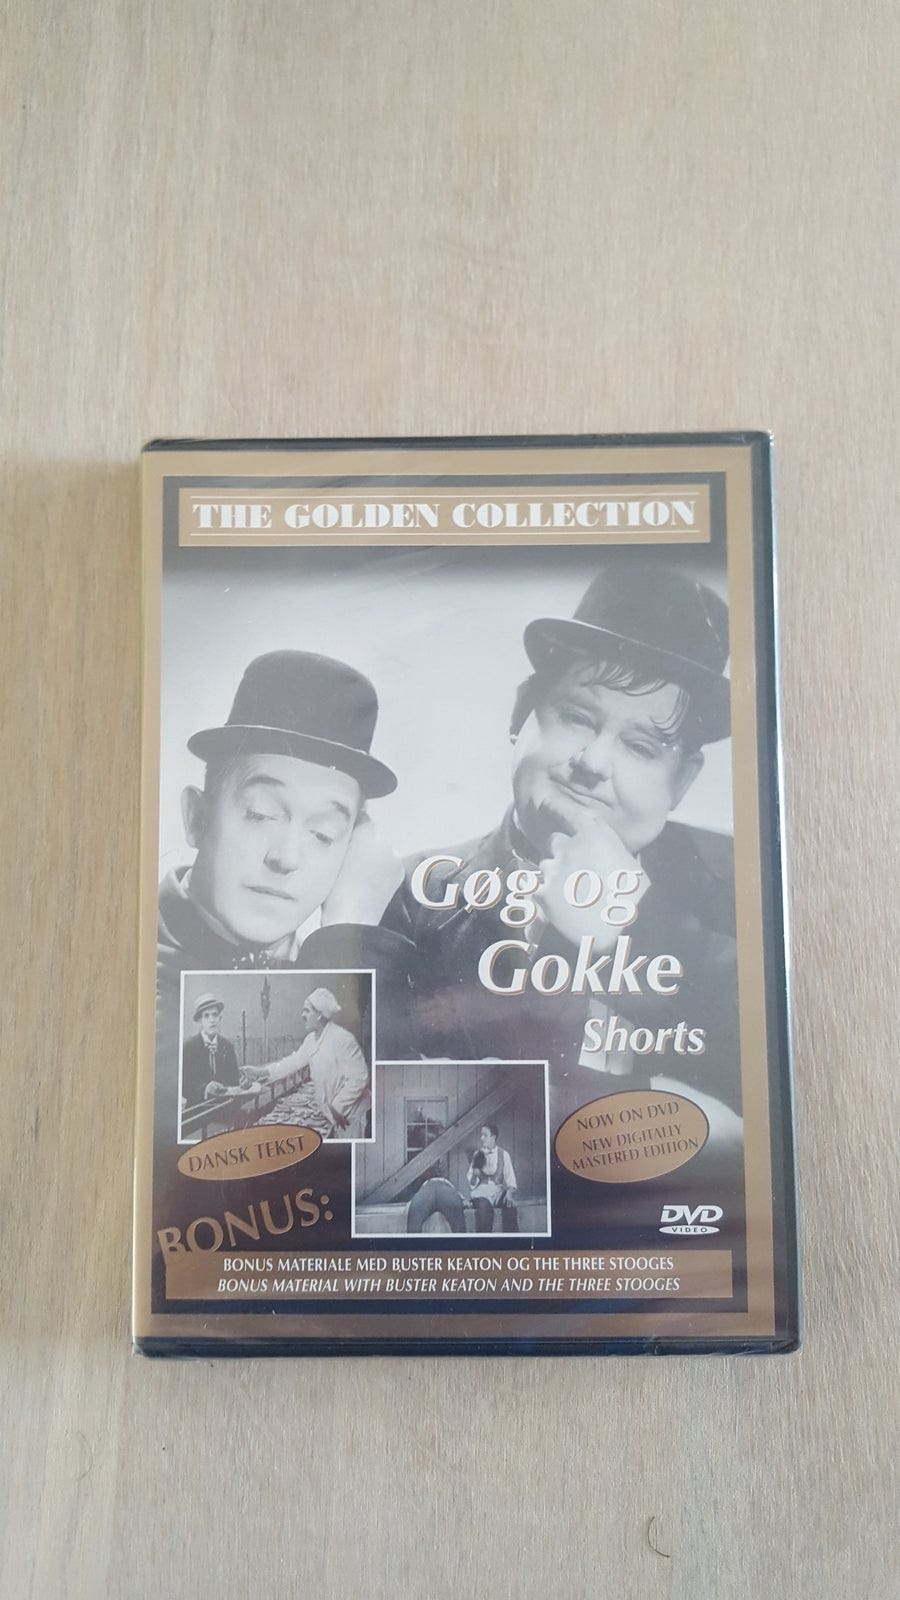 THE GOLDEN COLLECTION
Gøg og
Gokke
Shorts
DANSK TEKST
NOW ON DVD
NEW DIGITALLY
MASTERED EDITION
BONUS:
DVD
VIDEO
BONUS MATERIALE MED BUSTER KEATON OG THE THREE STOOGES
BONUS MATERIAL WITH BUSTER KEATON AND THE THREE STOOGES